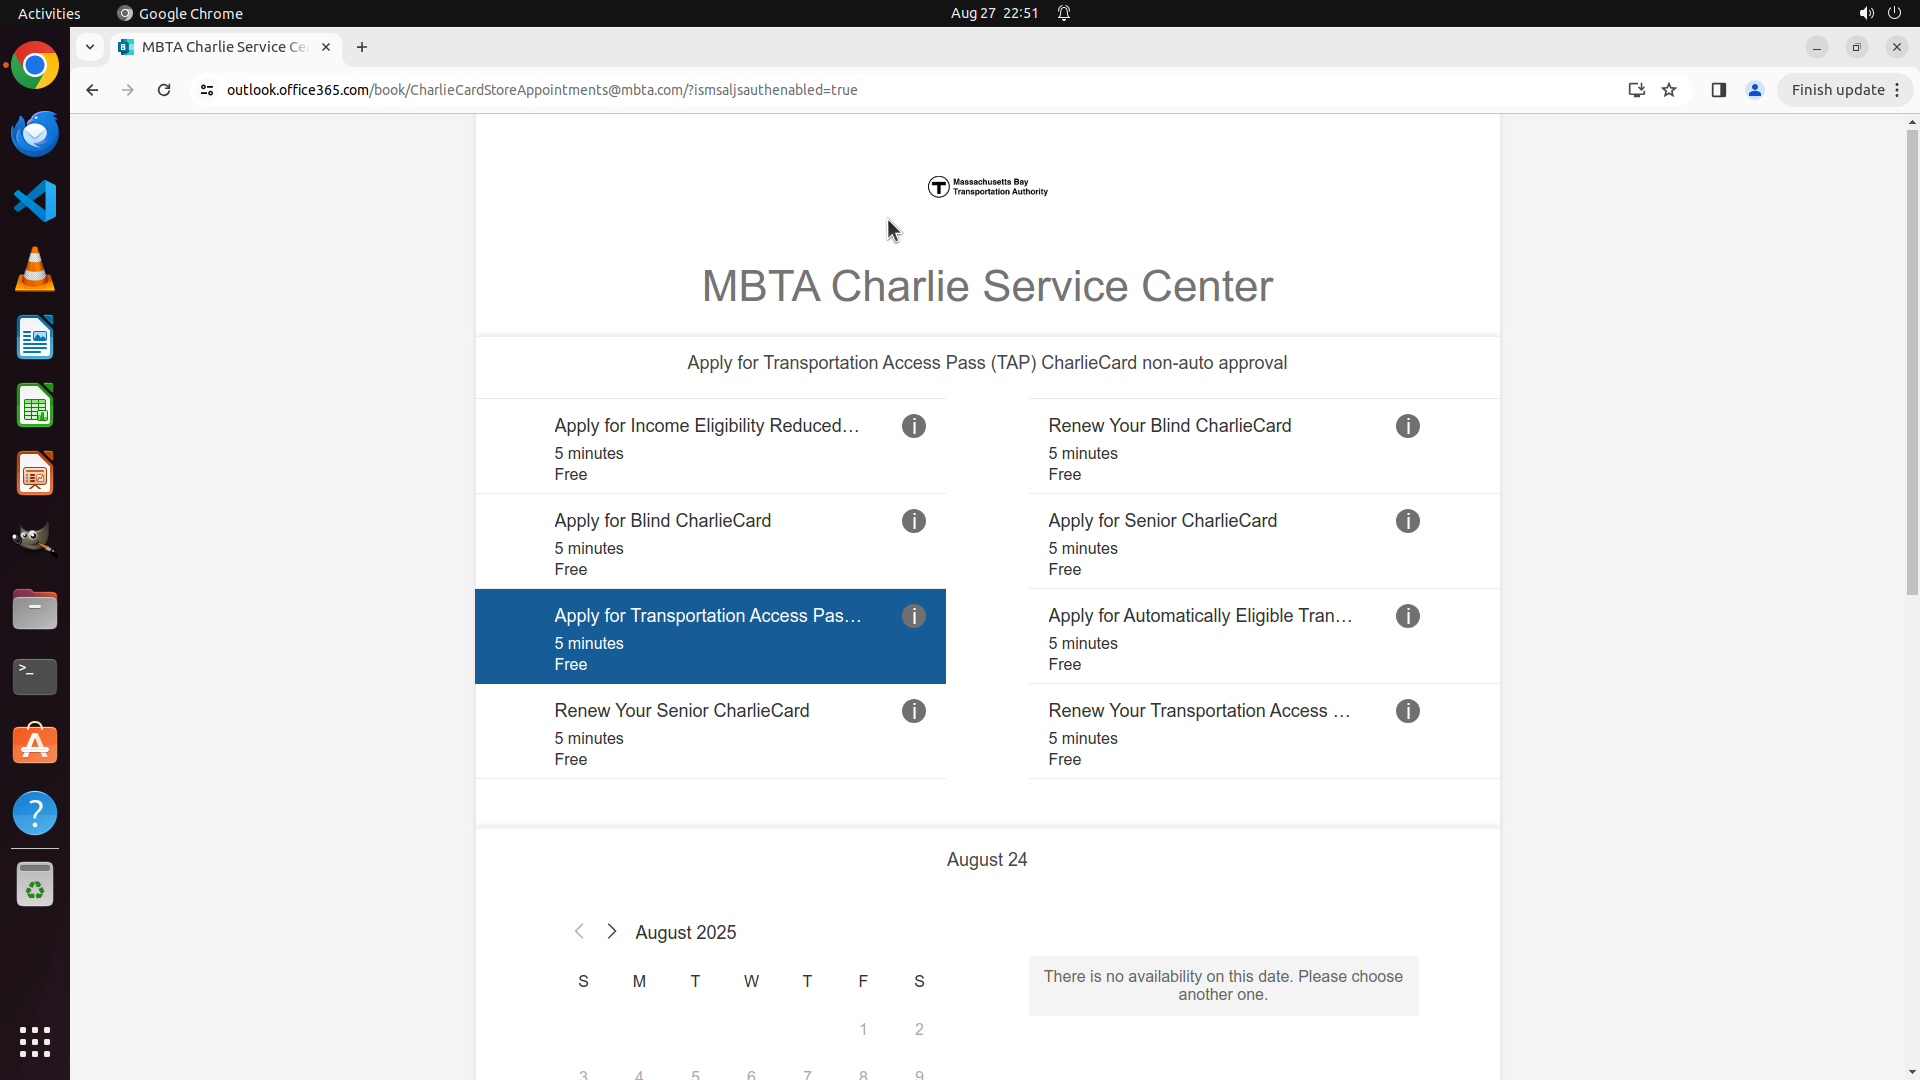 Activities
Google Chrome
Aug 27 22:51
MBTA Charlie Service Ce
outlook.office365.com/book/CharlieCardStoreAppointments@mbta.com/?ismsaljsauthenabled=true
Finish update
Massachusetts Bay
Transportation Authority
MBTA Charlie Service Center
Apply for Transportation Access Pass (TAP) CharlieCard non-auto approval
Apply for Income Eligibility Reduced…
5 minutes
Free
Renew Your Blind CharlieCard
5 minutes
Free
Apply for Blind CharlieCard
5 minutes
Free
Apply for Senior CharlieCard
5 minutes
Free
Apply for Transportation Access Pas…
5 minutes
Free
Apply for Automatically Eligible Tran…
5 minutes
Free
Renew Your Senior CharlieCard
5 minutes
Free
Renew Your Transportation Access …
5 minutes
Free
August 24
August 2025
S M T W T F S
1 2
3 4 5 6 7 8 9
There is no availability on this date. Please choose
another one.